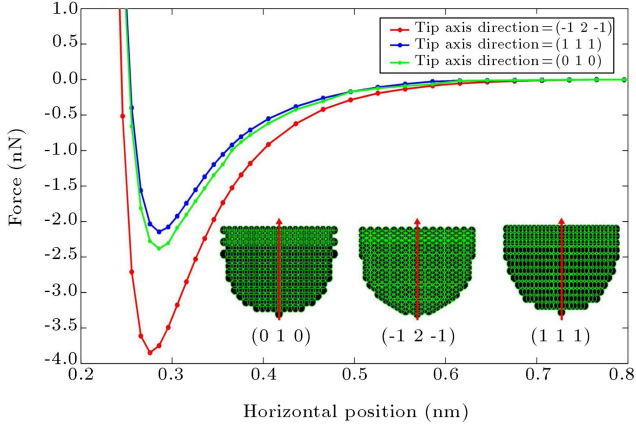 1.0
0.0
-0.5
-1.0
-1.5
-2.0
-2.5
-3.0
-3.5
-4.0
Force (nN)
Tip axis direction=(-1 2 -1)
Tip axis direction=(1 1 1)
Tip axis direction=(0 1 0)
(0 1 0)
(-1 2 -1)
(1 1 1)
0.2 0.3 0.4 0.5 0.6 0.7 0.8
Horizontal position (nm)
0.5